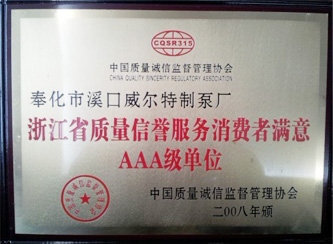 CQSR315
中国质量诚信监督管理协会
CHINA QUALITY SINCERITY REGULATORY ASSOCIATION
奉化市溪口威尔特制泵厂
浙江省质量信誉服务消费者满意
AAA级单位
中国质量诚信监督管理协会
二00八年颁